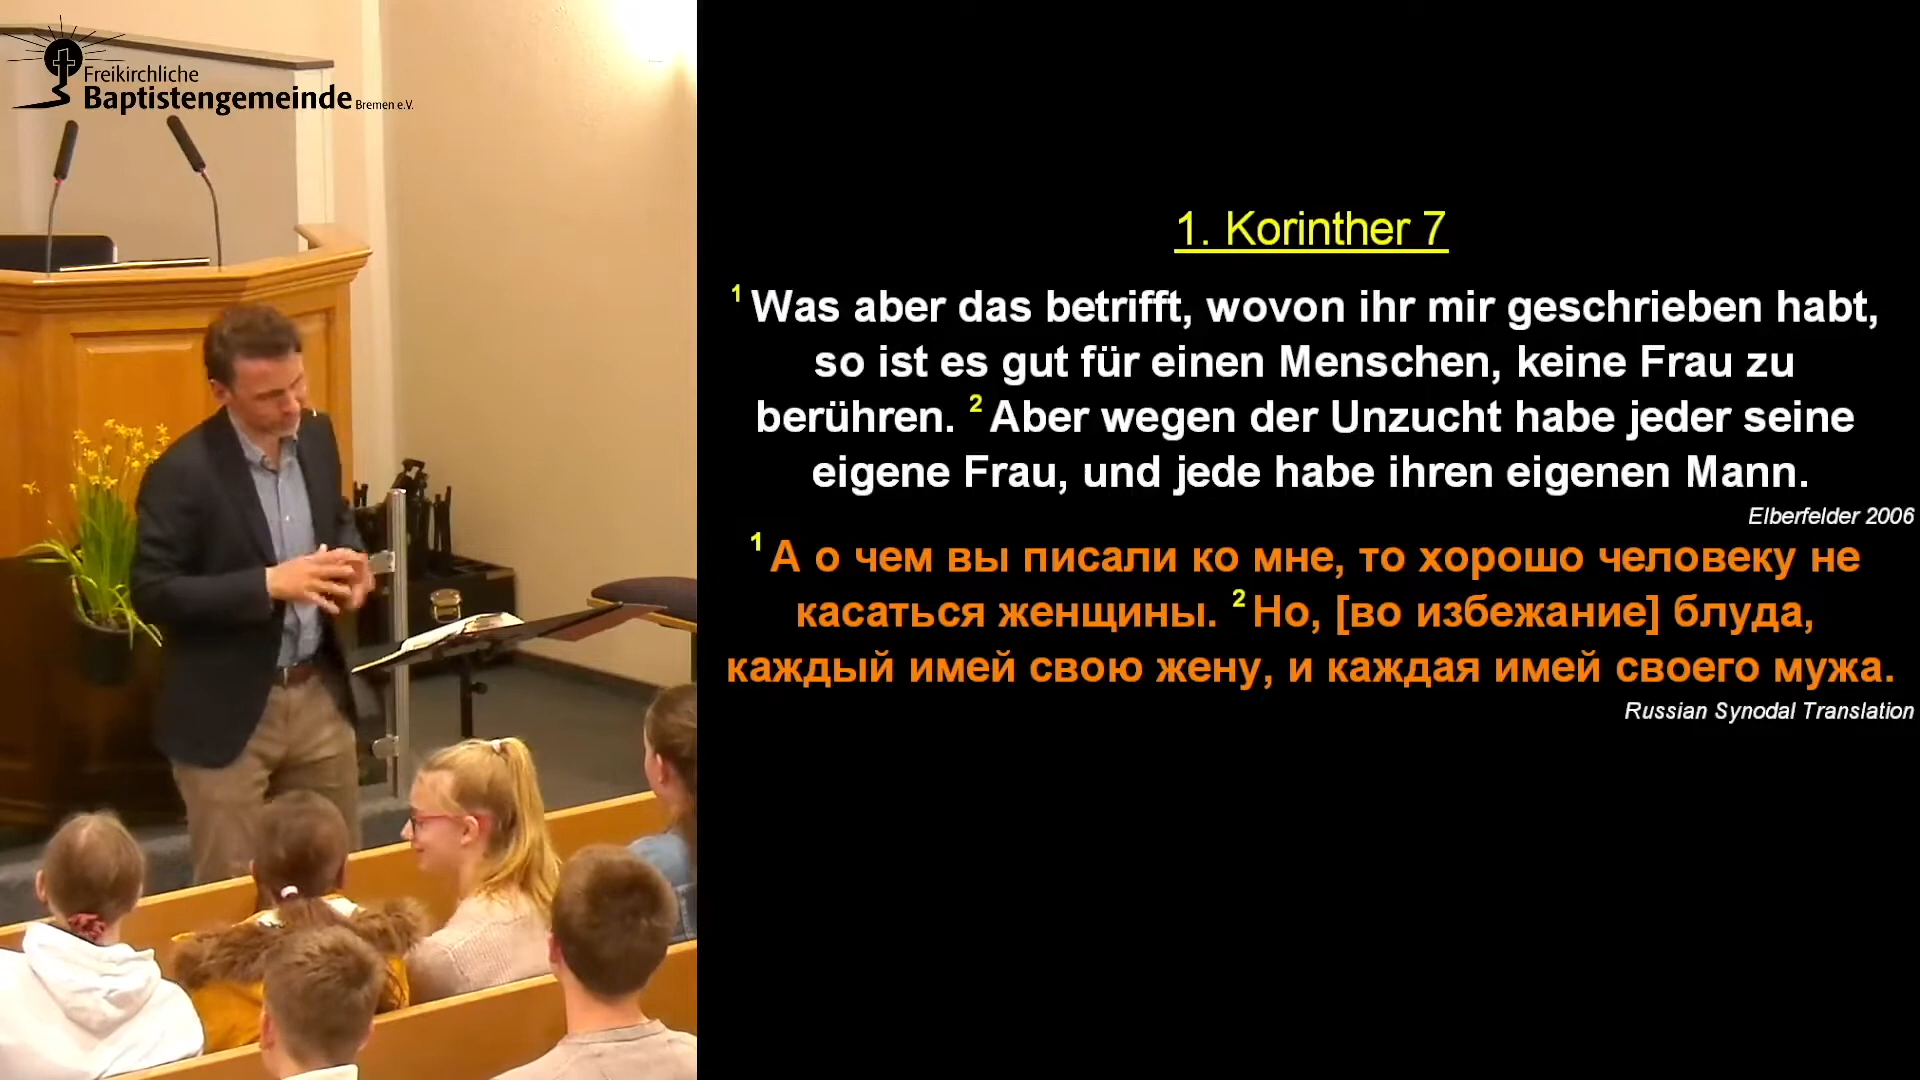 Freikirchliche
Baptistengemeinde Bremen e.V.
1. Korinther 7
1 Was aber das betrifft, wovon ihr mir geschrieben habt,
so ist es gut für einen Menschen, keine Frau zu
berühren. 2 Aber wegen der Unzucht habe jeder seine
eigene Frau, und jede habe ihren eigenen Mann.
Elberfelder 2006
1 А о чем вы писали ко мне, то хорошо человеку не
касаться женщины. 2 Но, [во избежание] блуда,
каждый имей свою жену, и каждая имей своего мужа.
Russian Synodal Translation